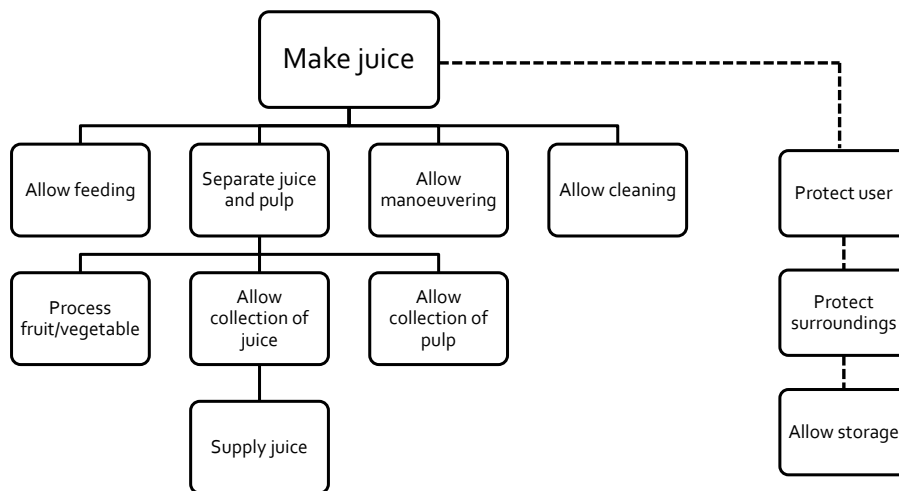 Make juice
Allow feeding
Separate juice
and pulp
Allow
manoeuvering
Allow cleaning
Protect user
Process
fruit/vegetable
Allow
collection of
juice
Allow
collection of
pulp
Protect
surroundings
Supply juice
Allow storage